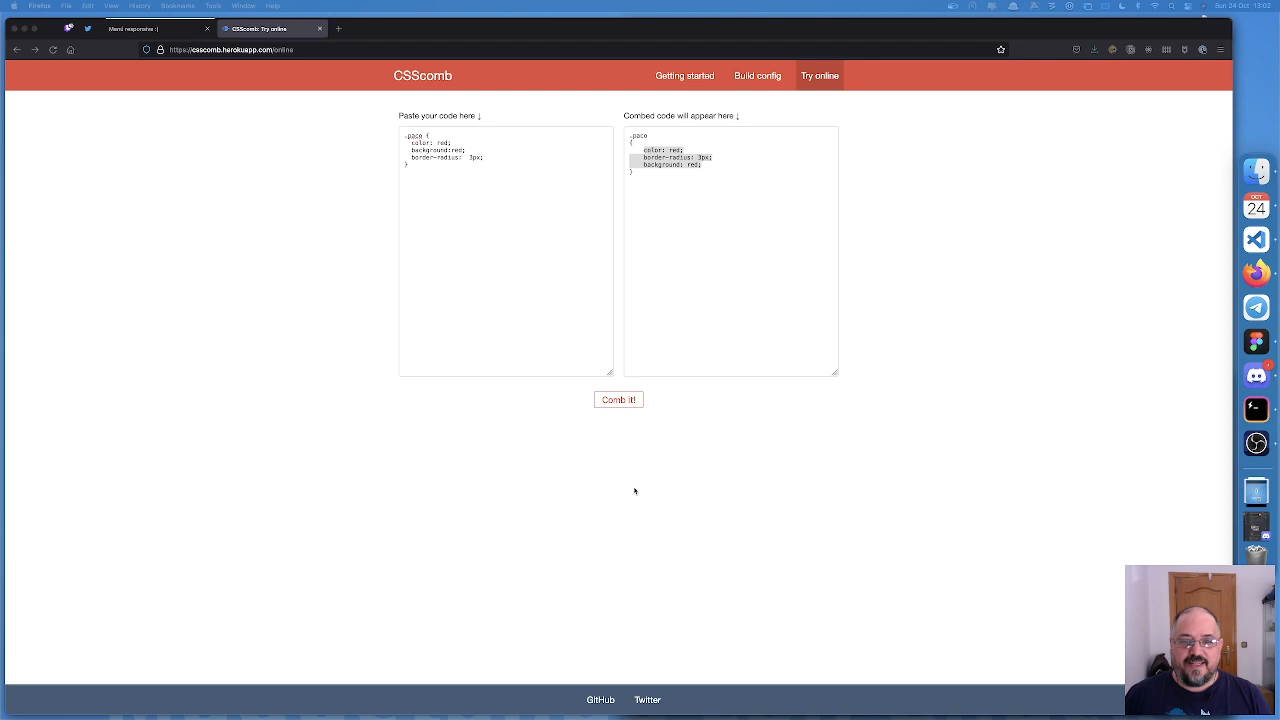 Firefox File Edit View History Bookmarks Tools Window Help
Sun 24 Oct 13:02
Menú responsive :(
CSScomb: Try online
https://csscomb.herokuapp.com/online
CSScomb
Getting started
Build config
Try online
Paste your code here ↓
.paco {
  color: red;
  background:red;
  border-radius:  3px;
}
Combed code will appear here ↓
.paco
{
    color: red;
    border-radius: 3px;
    background: red;
}
Comb it!
OCT
24
GitHub
Twitter